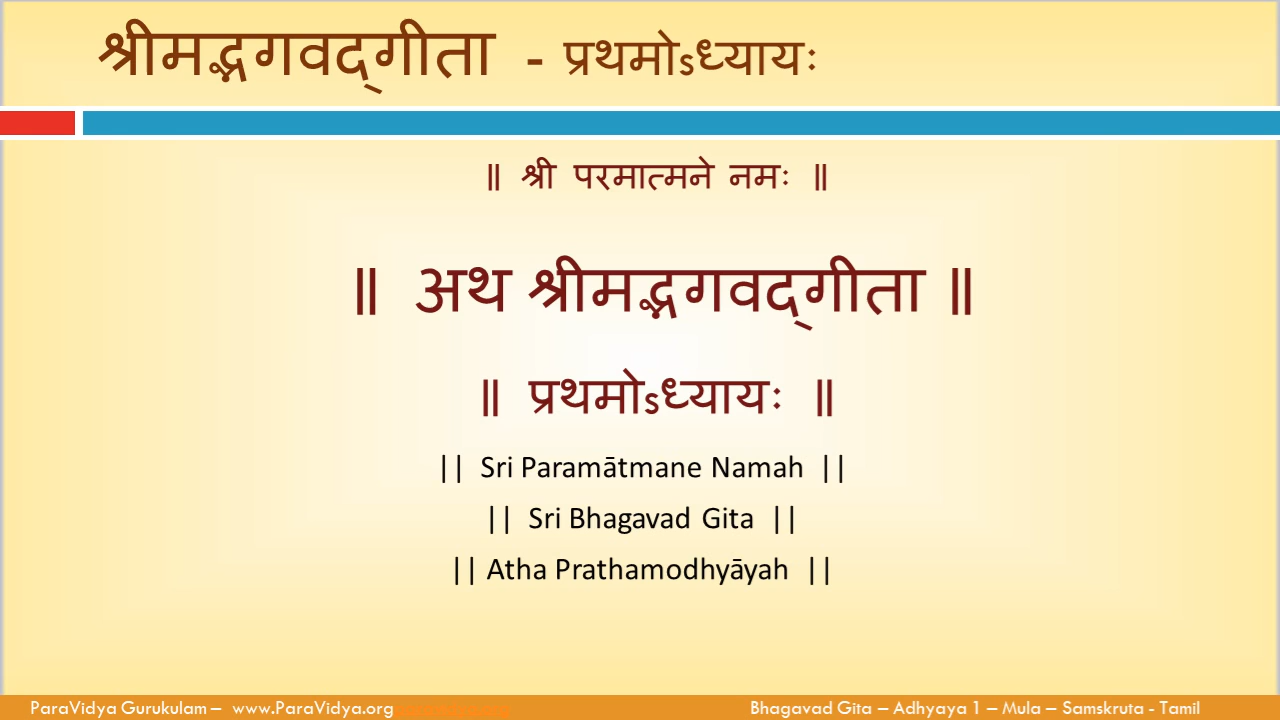 श्रीमद्भगवद्‌गीता - प्रथमोऽध्यायः
॥ श्री परमात्मने नमः ॥
॥ अथ श्रीमद्भगवद्‌गीता ॥
॥ प्रथमोऽध्यायः ॥
|| Sri Paramātmane Namah ||
|| Sri Bhagavad Gita ||
|| Atha Prathamodhyāyah ||
ParaVidya Gurukulam – www.ParaVidya.org
Bhagavad Gita – Adhyaya 1 – Mula – Samskruta - Tamil